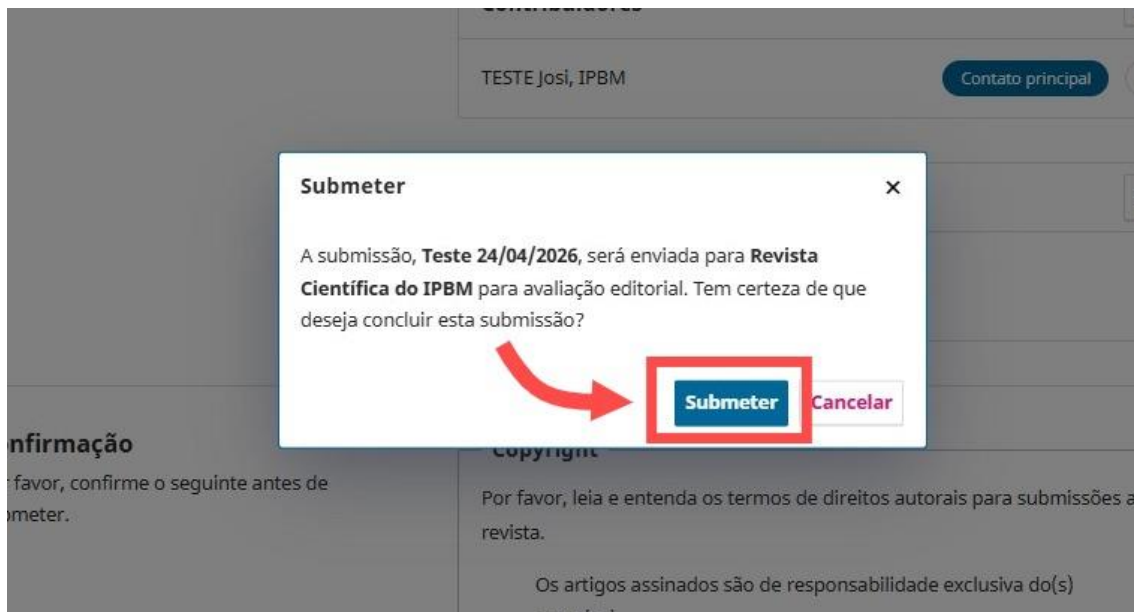 Contribuidores
TESTE Josi, IPBM
Contato principal
Submeter
×
A submissão, Teste 24/04/2026, será enviada para Revista
Científica do IPBM para avaliação editorial. Tem certeza de que
deseja concluir esta submissão?
Submeter
Cancelar
nfirmação
favor, confirme o seguinte antes de
meter.
Copyright
Por favor, leia e entenda os termos de direitos autorais para submissões a
revista.
Os artigos assinados são de responsabilidade exclusiva do(s)